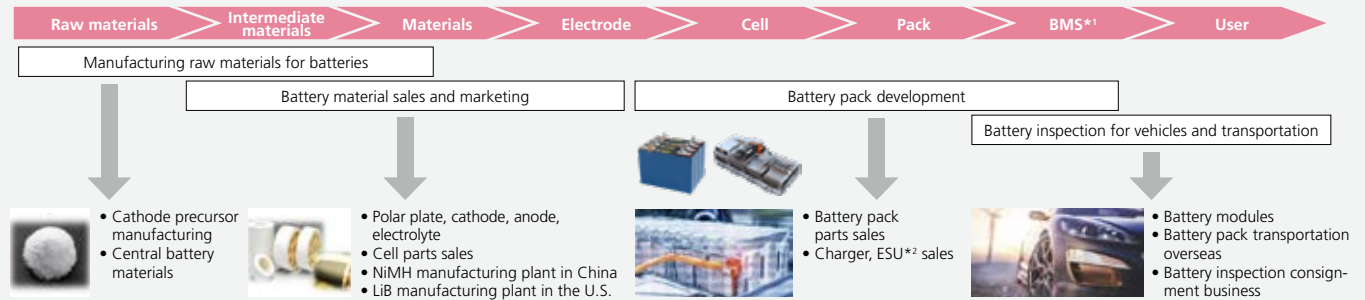 Raw materials
Intermediate
materials
Materials
Electrode
Cell
Pack
BMS*1
User
Manufacturing raw materials for batteries
Battery material sales and marketing
Battery pack development
Battery inspection for vehicles and transportation
• Cathode precursor
manufacturing
• Central battery
materials
• Polar plate, cathode, anode,
electrolyte
• Cell parts sales
• NiMH manufacturing plant in China
• LiB manufacturing plant in the U.S.
• Battery pack
parts sales
• Charger, ESU*2 sales
• Battery modules
• Battery pack transportation
overseas
• Battery inspection consign-
ment business